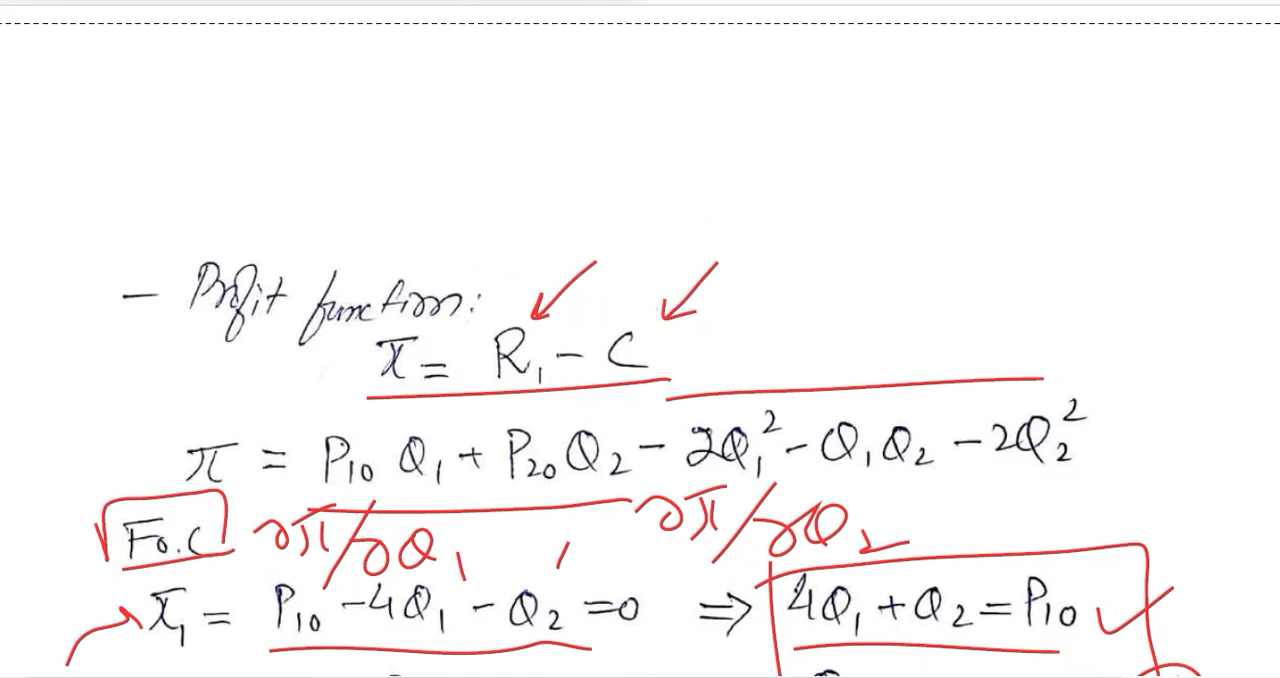 — Profit function:
π = R₁ - C
π = P₁₀ Q₁ + P₂₀ Q₂ - 2Q₁² - Q₁Q₂ - 2Q₂²
F.o.C ∂π/∂Q₁ ∂π/∂Q₂
π₁ = P₁₀ - 4Q₁ - Q₂ = 0 ⇒ 4Q₁ + Q₂ = P₁₀